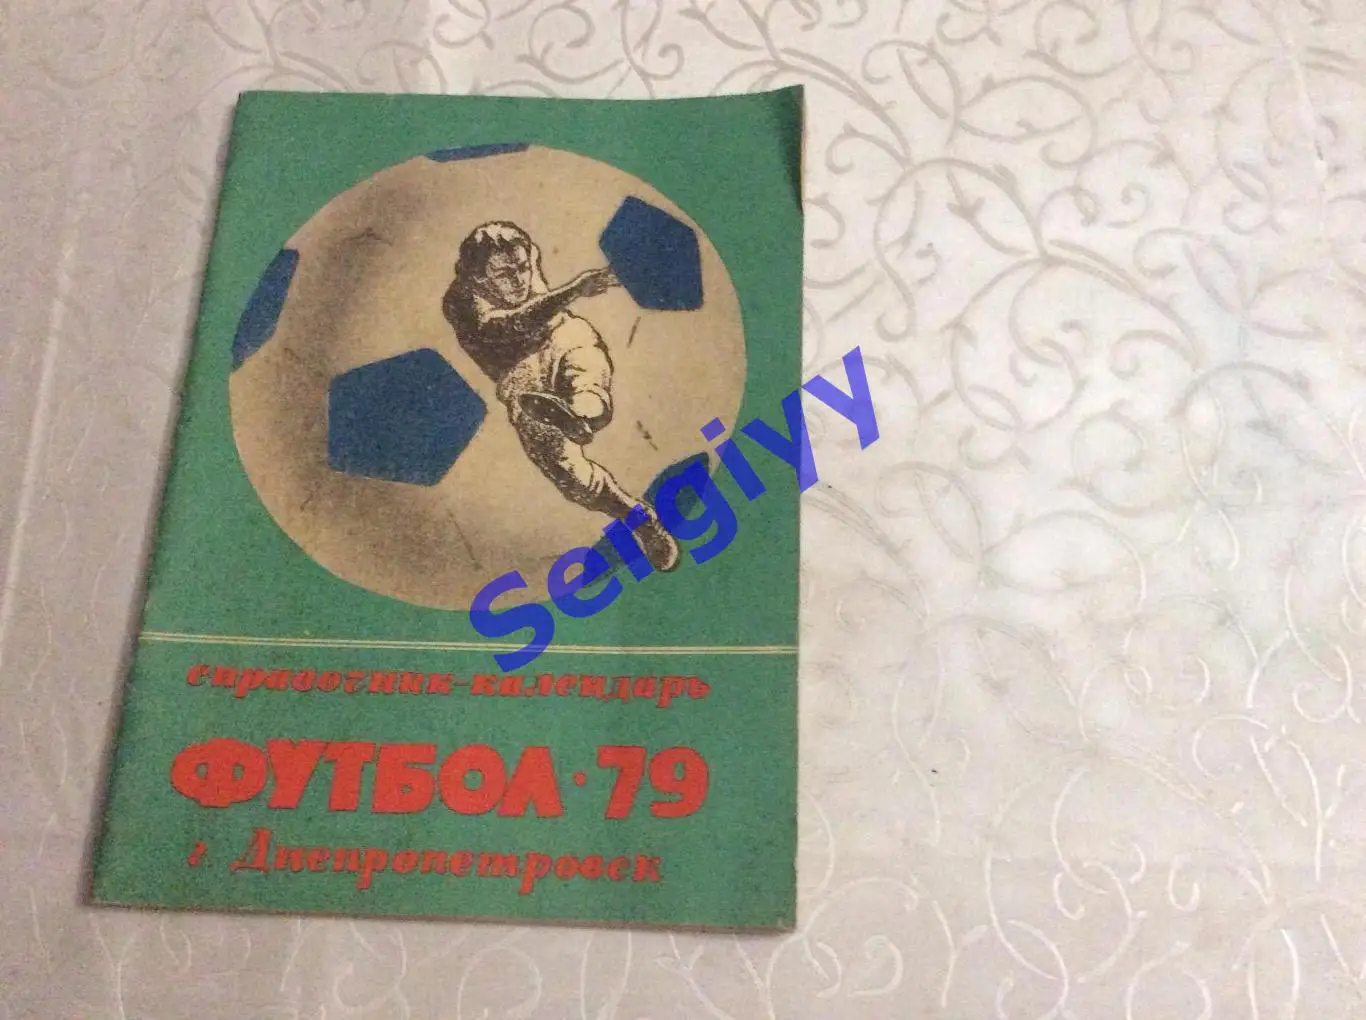 Sergiyy
справочник-календарь
ФУТБОЛ·79
г Днепропетровск